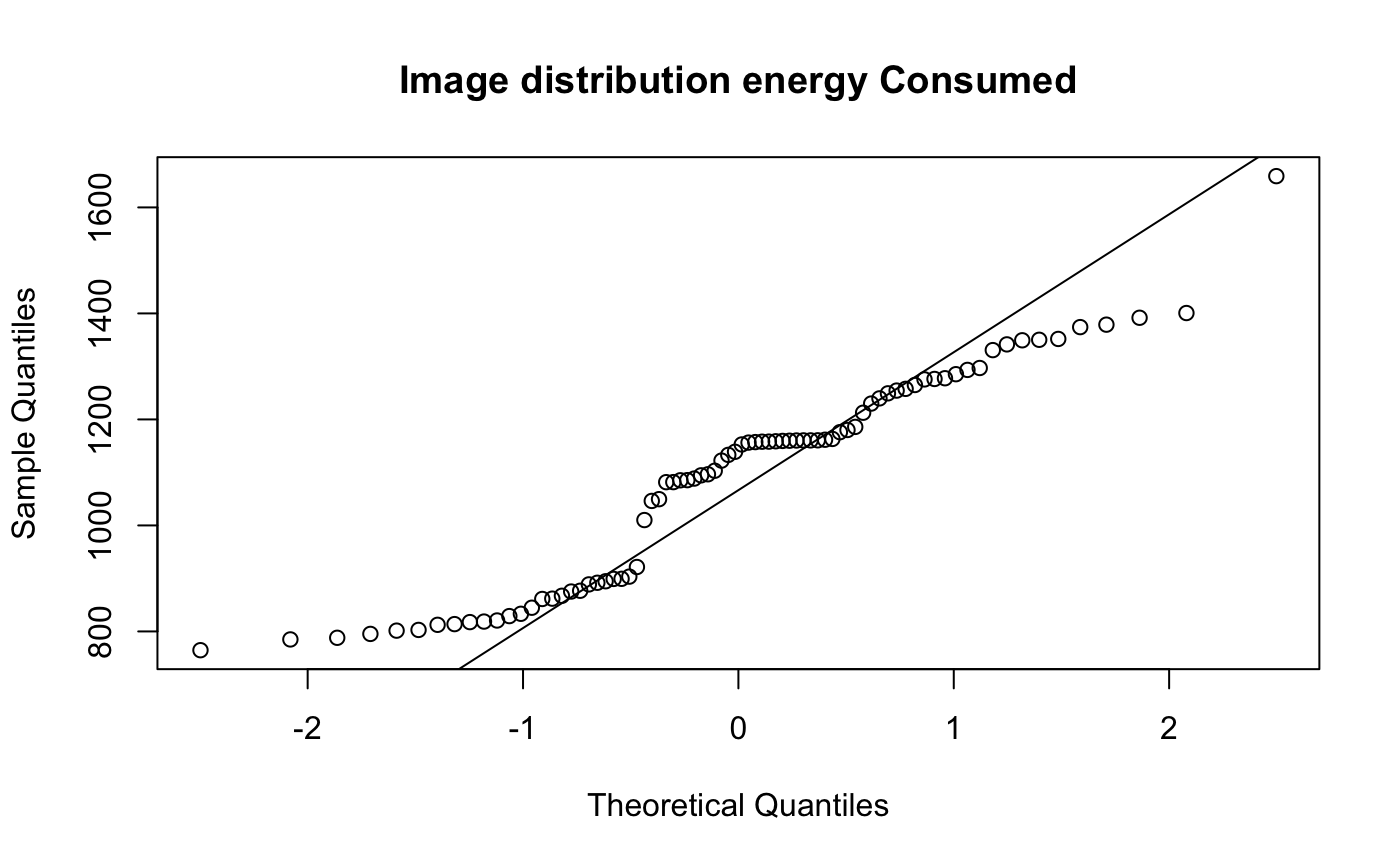 Image distribution energy Consumed
Sample Quantiles
1600
1400
1200
1000
800
-2 -1 0 1 2
Theoretical Quantiles